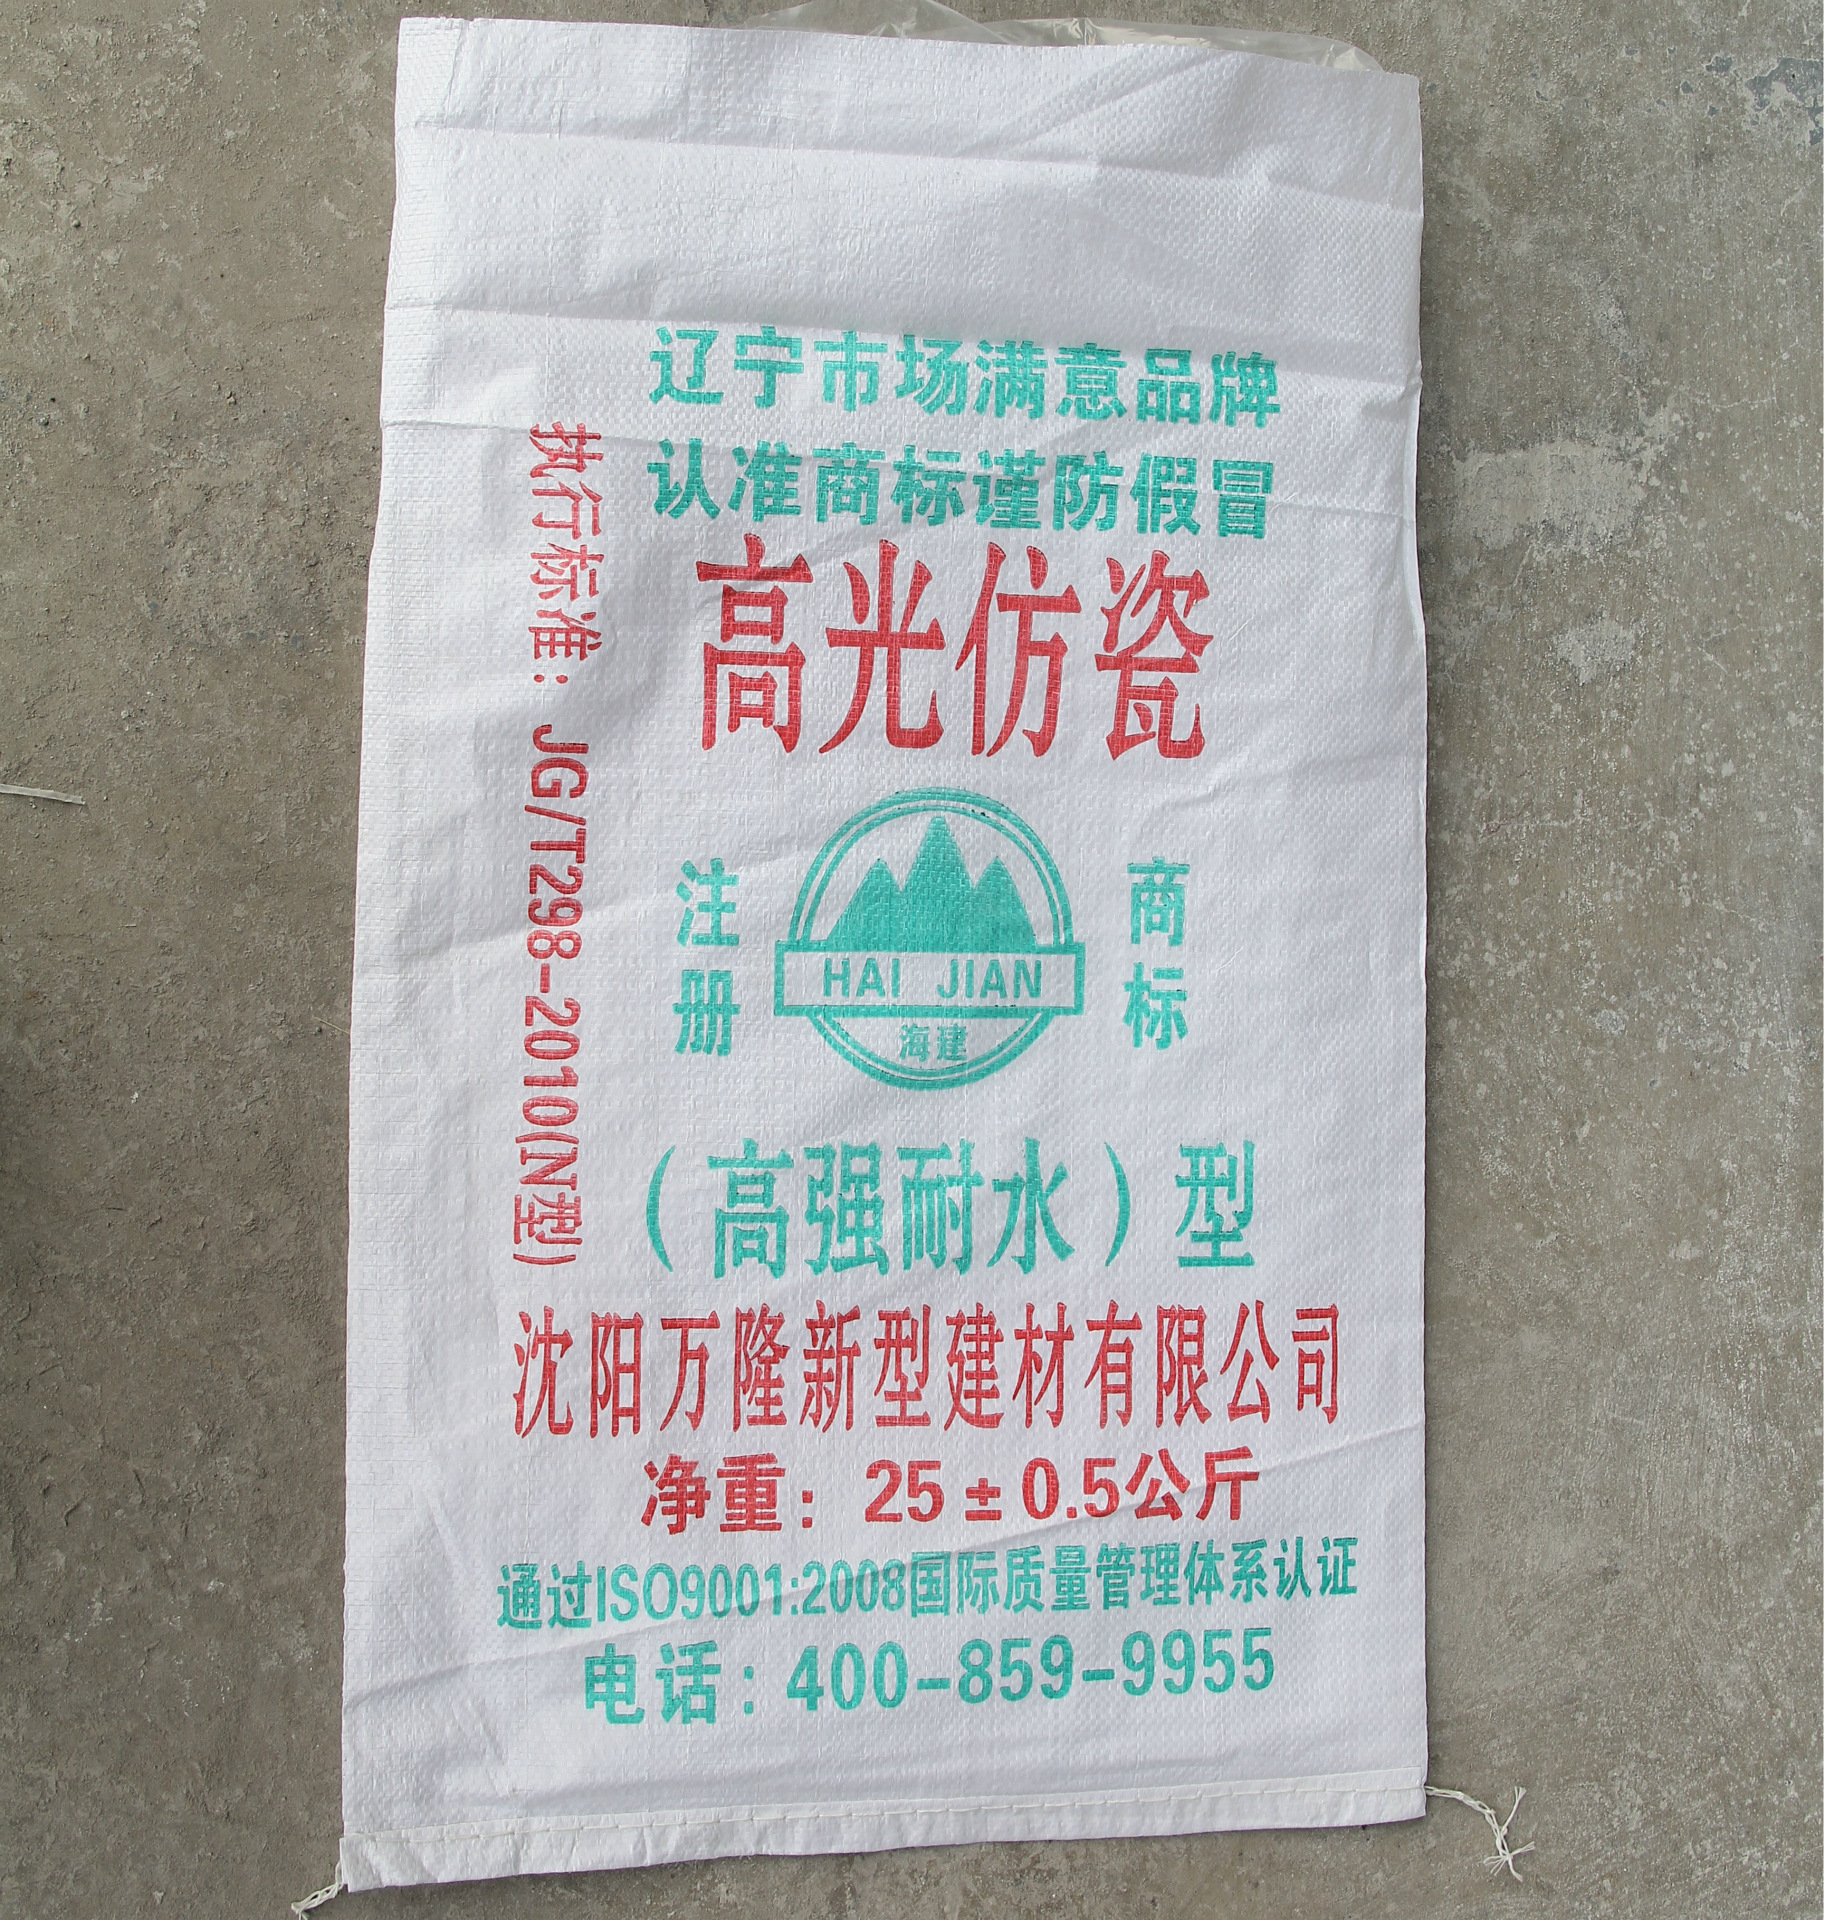 辽宁市场满意品牌
认准商标谨防假冒
高光仿瓷
执行标准：JG/T298-2010(N型)
注册
商标
HAI JIAN
海建
（高强耐水）型
沈阳万隆新型建材有限公司
净重：25±0.5公斤
通过ISO9001:2008国际质量管理体系认证
电话：400-859-9955